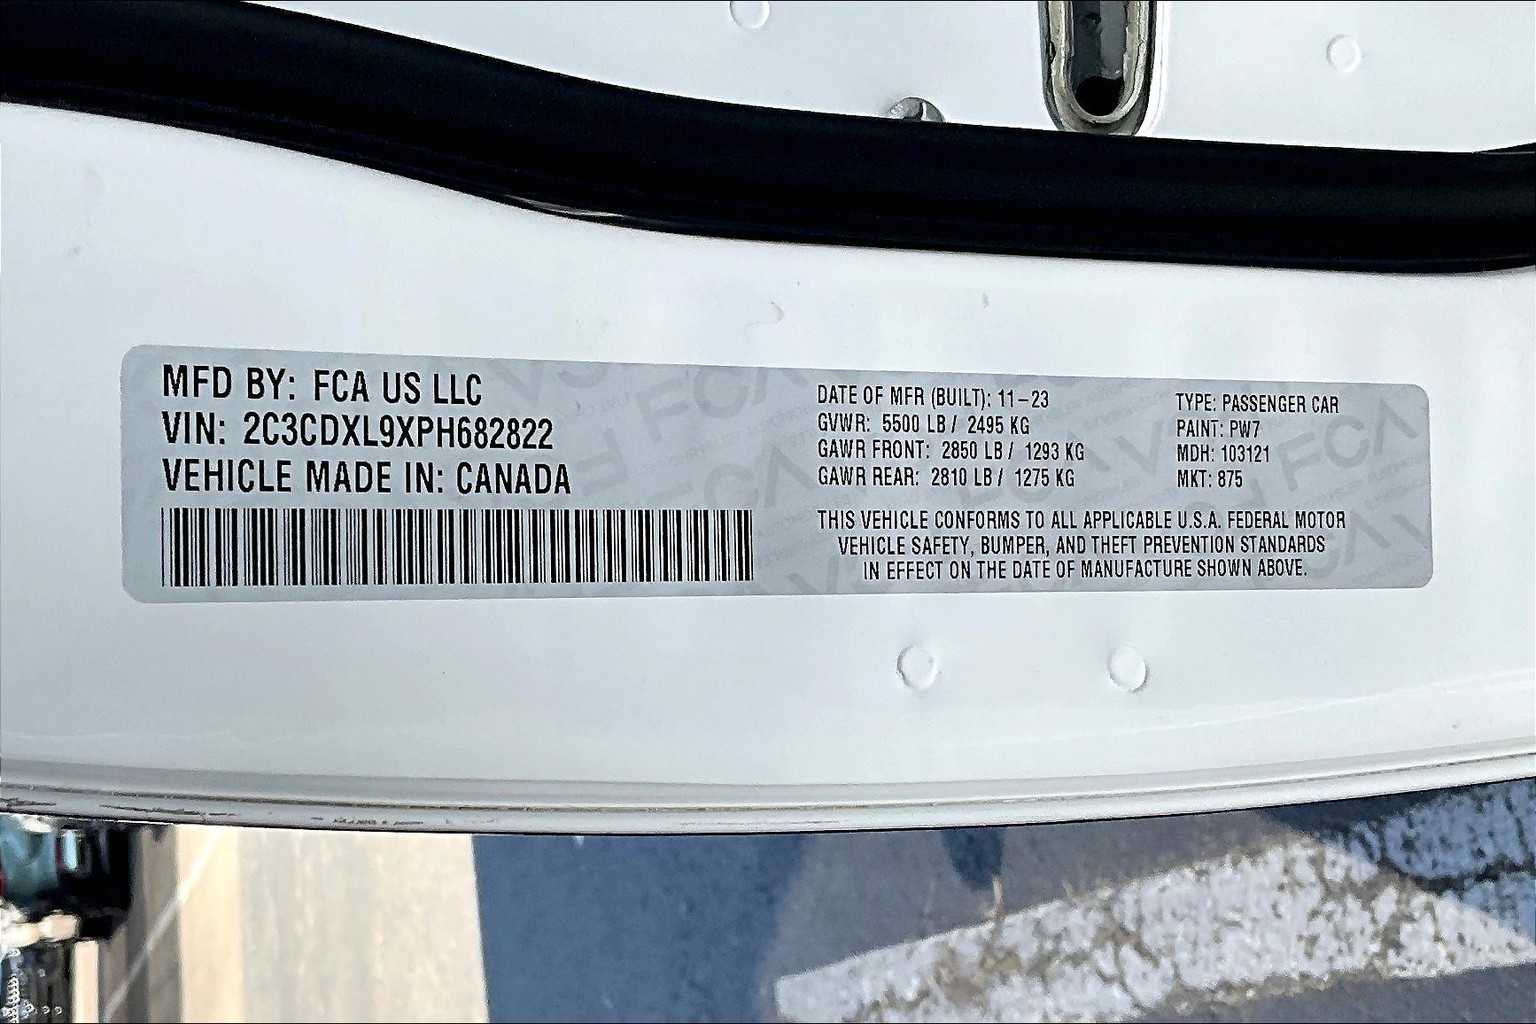 MFD BY: FCA US LLC
VIN: 2C3CDXL9XPH682822
VEHICLE MADE IN: CANADA
DATE OF MFR (BUILT): 11-23
GVWR: 5500 LB / 2495 KG
GAWR FRONT: 2850 LB / 1293 KG
GAWR REAR: 2810 LB / 1275 KG
TYPE: PASSENGER CAR
PAINT: PW7
MDH: 103121
MKT: 875
THIS VEHICLE CONFORMS TO ALL APPLICABLE U.S.A. FEDERAL MOTOR
VEHICLE SAFETY, BUMPER, AND THEFT PREVENTION STANDARDS
IN EFFECT ON THE DATE OF MANUFACTURE SHOWN ABOVE.
FCA
FCA